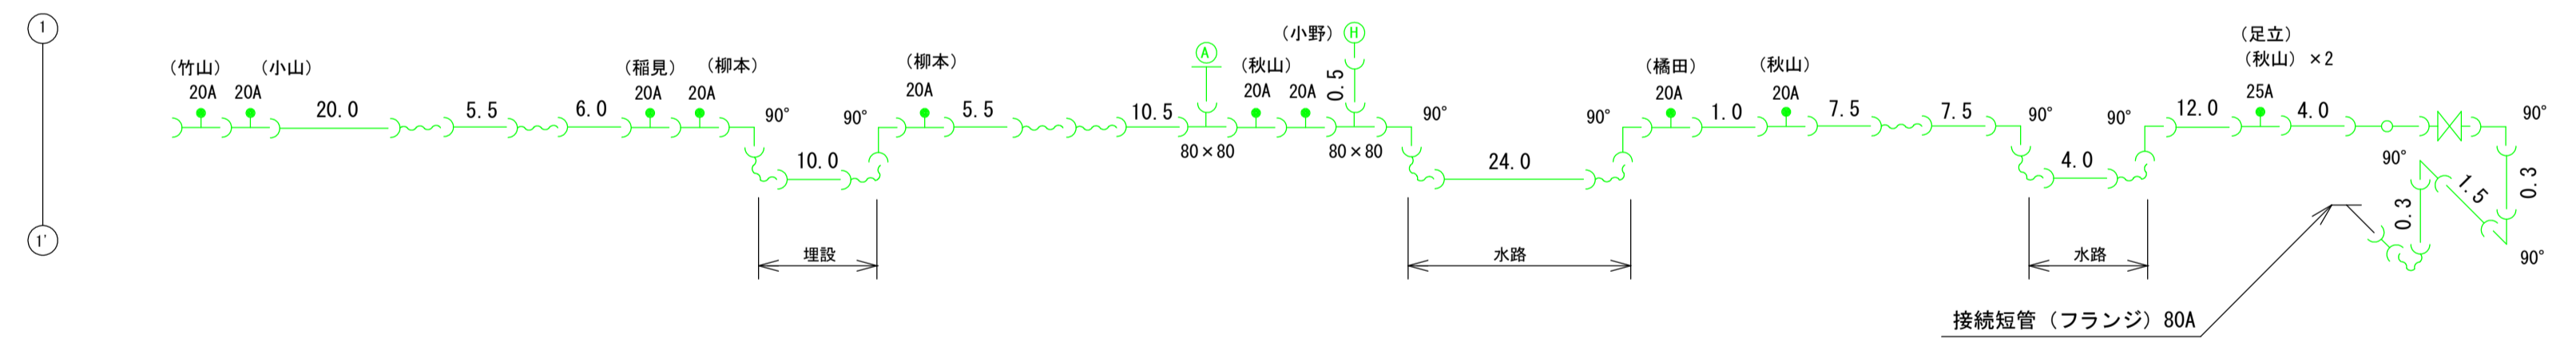 1
（竹山）
20A
（小山）
20A
20.0
5.5
6.0
（稲見）
20A
（柳本）
20A
90°
10.0
90°
埋設
（柳本）
20A
5.5
10.5
A
80×80
（秋山）
20A
20A
（小野）
H
0.5
80×80
90°
24.0
90°
水路
（橘田）
20A
1.0
（秋山）
20A
7.5
7.5
90°
4.0
90°
水路
12.0
（足立）
（秋山）×2
25A
4.0
90°
0.3
90°
1.5
90°
0.3
接続短管（フランジ）80A
1'